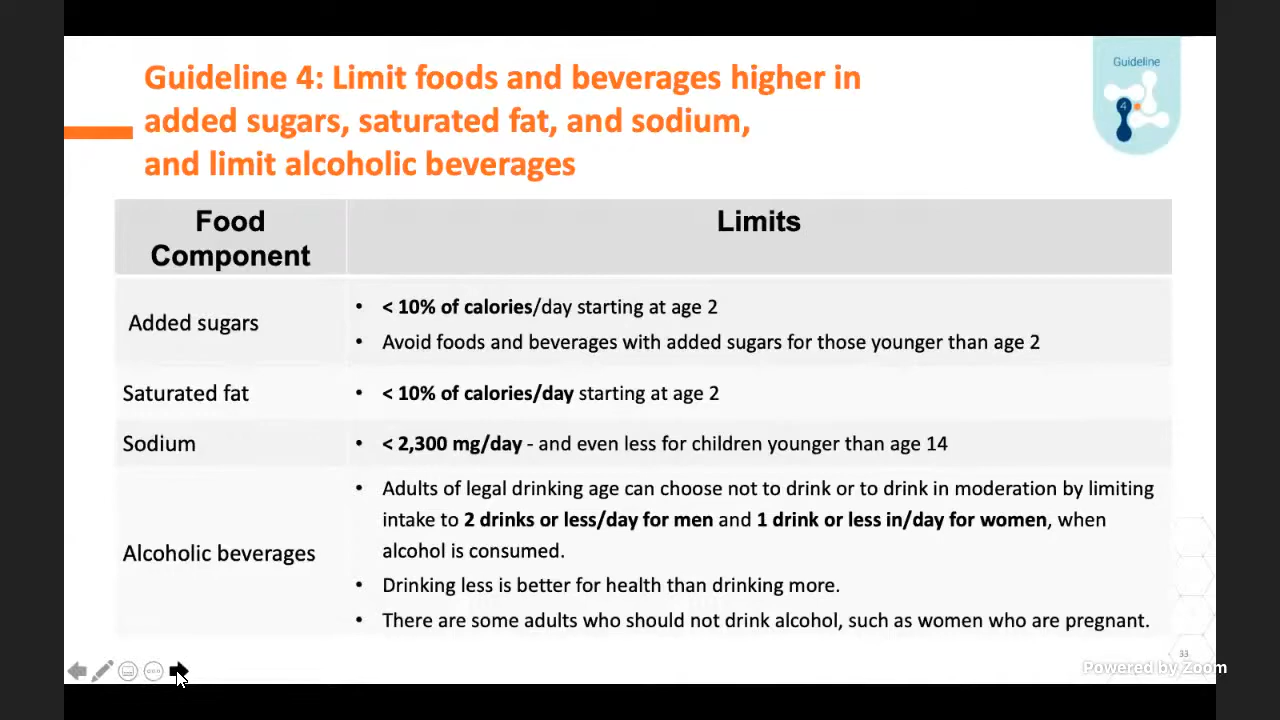 Guideline 4: Limit foods and beverages higher in
added sugars, saturated fat, and sodium,
and limit alcoholic beverages
Guideline
4
Food
Component
Limits
Added sugars
• < 10% of calories/day starting at age 2
• Avoid foods and beverages with added sugars for those younger than age 2
Saturated fat
• < 10% of calories/day starting at age 2
Sodium
• < 2,300 mg/day - and even less for children younger than age 14
Alcoholic beverages
• Adults of legal drinking age can choose not to drink or to drink in moderation by limiting
intake to 2 drinks or less/day for men and 1 drink or less in/day for women, when
alcohol is consumed.
• Drinking less is better for health than drinking more.
• There are some adults who should not drink alcohol, such as women who are pregnant.
33
Powered by Zoom